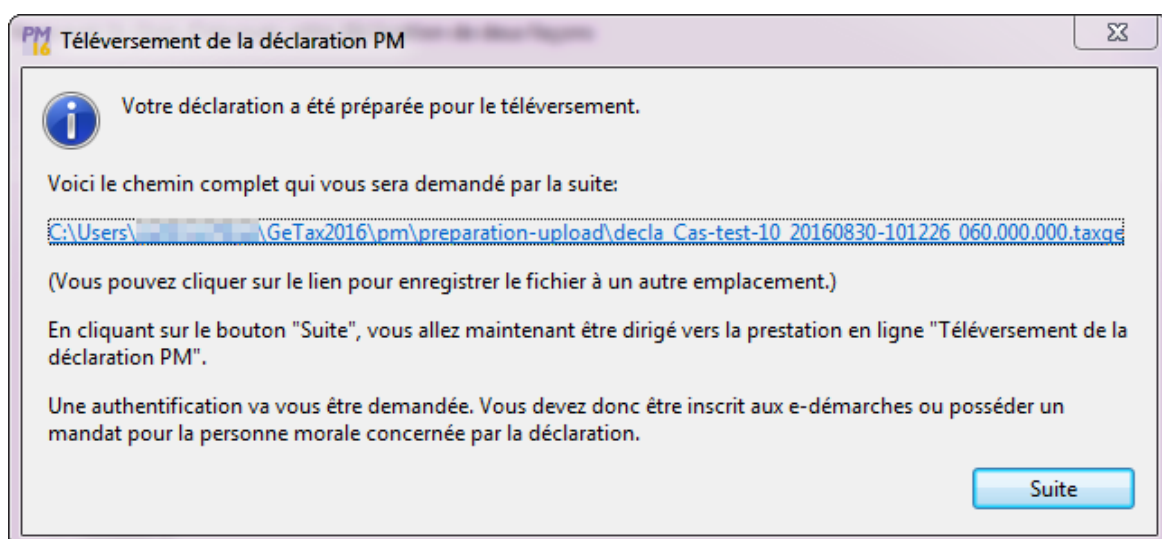 PM 16 Téléversement de la déclaration PM
Votre déclaration a été préparée pour le téléversement.
Voici le chemin complet qui vous sera demandé par la suite:
C:\Users\ \GeTax2016\pm\preparation-upload\decla_Cas-test-10_20160830-101226_060.000.000.taxge
(Vous pouvez cliquer sur le lien pour enregistrer le fichier à un autre emplacement.)
En cliquant sur le bouton "Suite", vous allez maintenant être dirigé vers la prestation en ligne "Téléversement de la
déclaration PM".
Une authentification va vous être demandée. Vous devez donc être inscrit aux e-démarches ou posséder un
mandat pour la personne morale concernée par la déclaration.
Suite